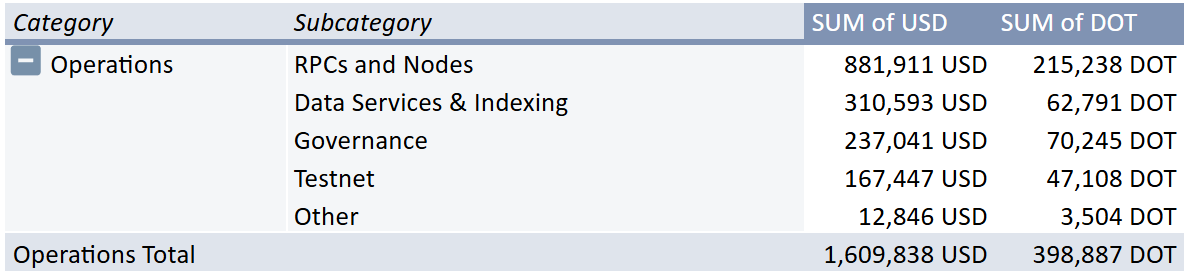 Category Subcategory SUM of USD SUM of DOT
Operations RPCs and Nodes 881,911 USD 215,238 DOT
Data Services & Indexing 310,593 USD 62,791 DOT
Governance 237,041 USD 70,245 DOT
Testnet 167,447 USD 47,108 DOT
Other 12,846 USD 3,504 DOT
Operations Total 1,609,838 USD 398,887 DOT